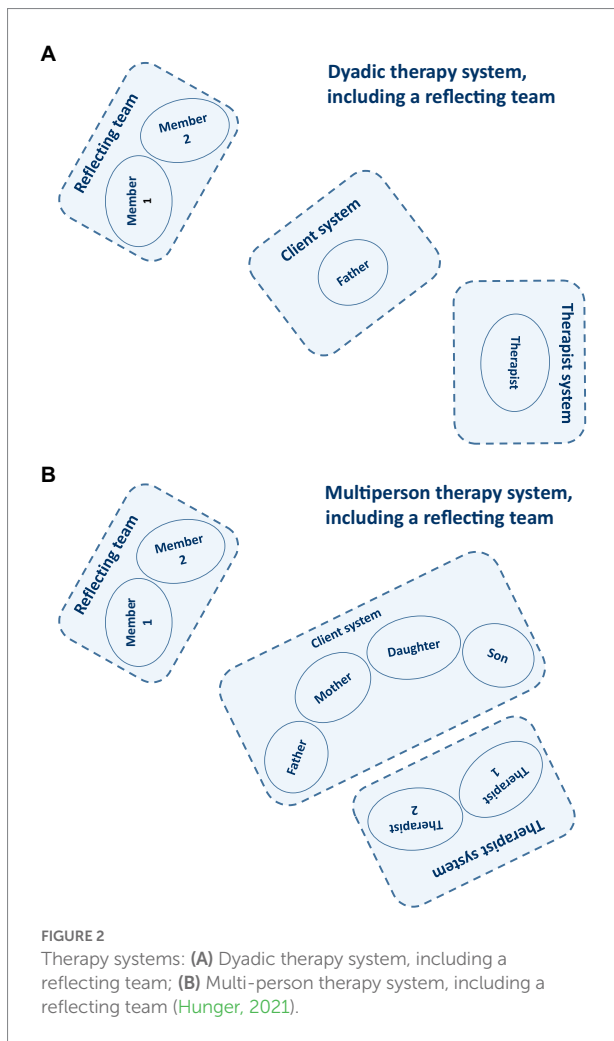 A
Dyadic therapy system,
including a reflecting team
Reflecting team
Member
2
Member
1
Client system
Father
Therapist system
Therapist
B
Multiperson therapy system,
including a reflecting team
Reflecting team
Member
2
Member
1
Client system
Father
Mother
Daughter
Son
Therapist
1
Therapist
2
Therapist system
FIGURE 2
Therapy systems: (A) Dyadic therapy system, including a
reflecting team; (B) Multi-person therapy system, including a
reflecting team (Hunger, 2021).